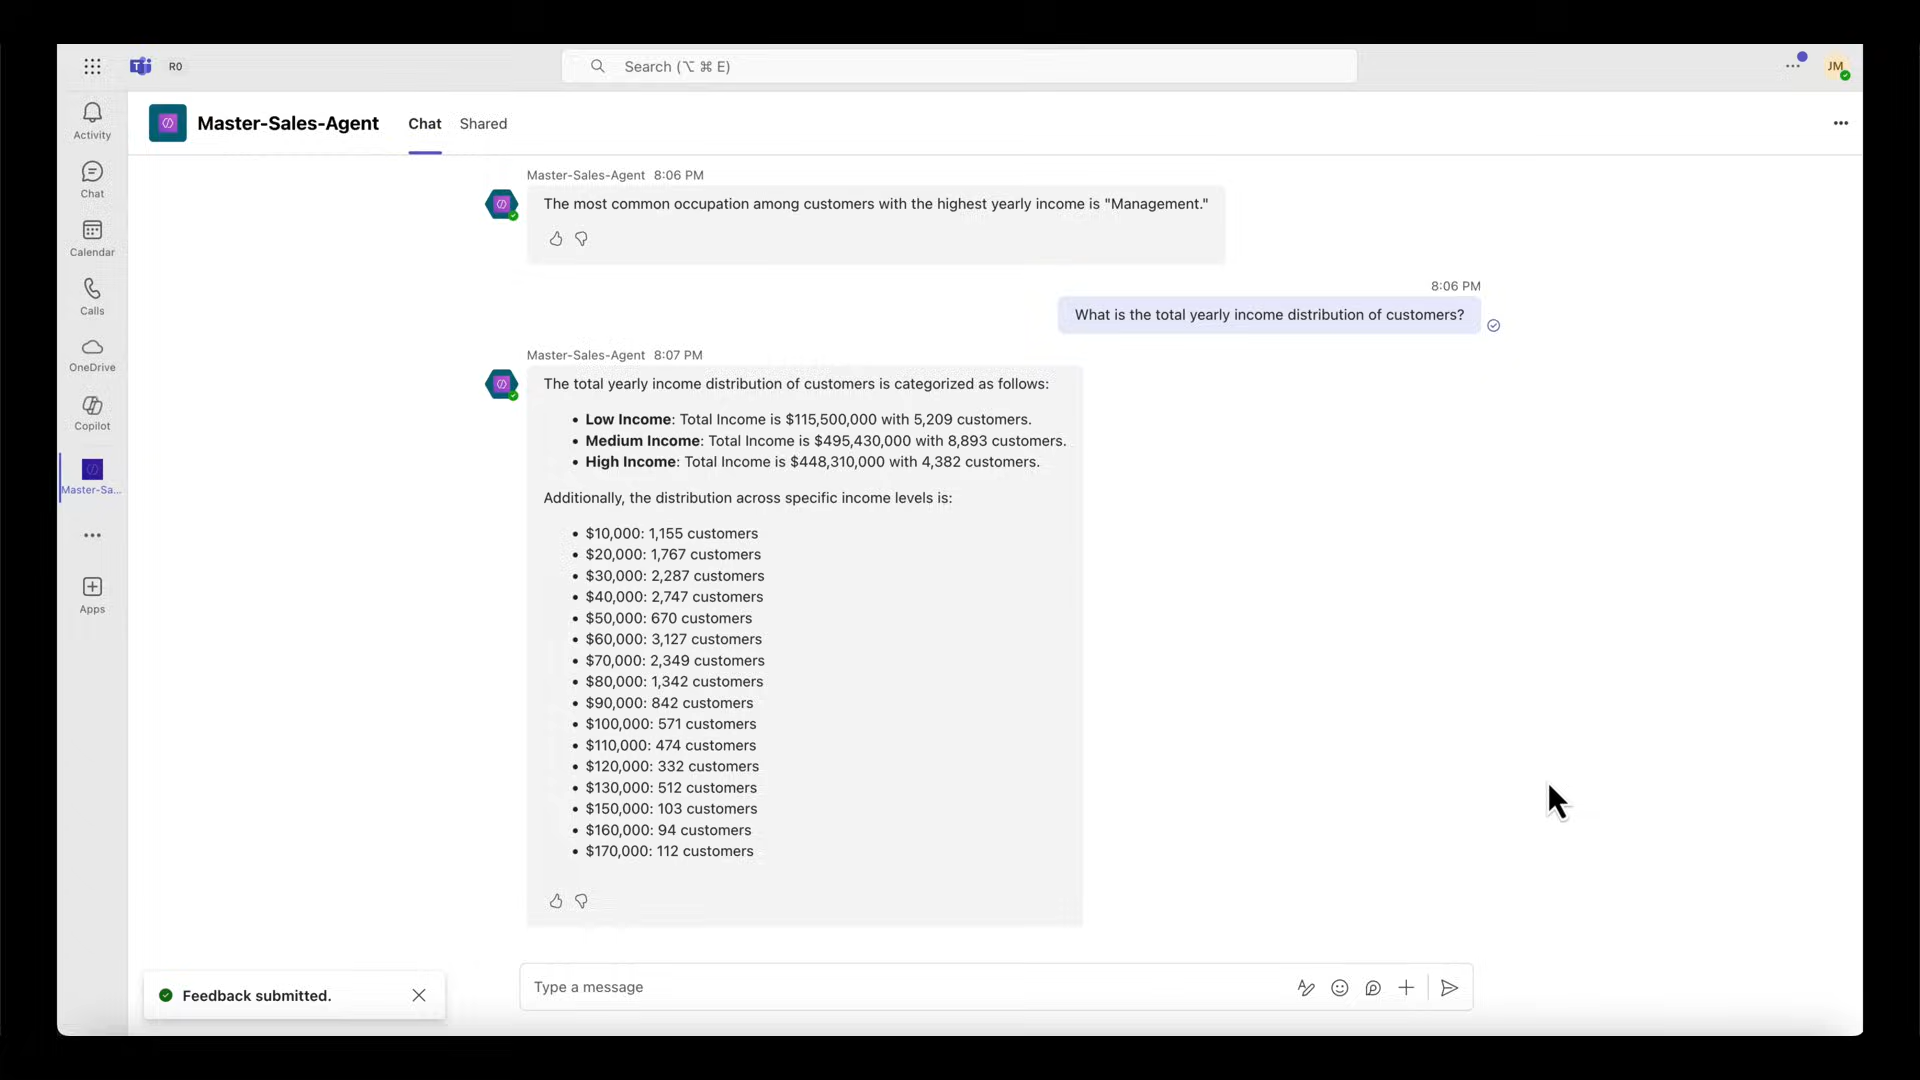 R0
Search (⌥ ⌘ E)
JM
Activity
Chat
Calendar
Calls
OneDrive
Copilot
Master-Sa...
Apps
Master-Sales-Agent
Chat
Shared
Master-Sales-Agent 8:06 PM
The most common occupation among customers with the highest yearly income is "Management."
8:06 PM
What is the total yearly income distribution of customers?
Master-Sales-Agent 8:07 PM
The total yearly income distribution of customers is categorized as follows:
• Low Income: Total Income is $115,500,000 with 5,209 customers.
• Medium Income: Total Income is $495,430,000 with 8,893 customers.
• High Income: Total Income is $448,310,000 with 4,382 customers.
Additionally, the distribution across specific income levels is:
• $10,000: 1,155 customers
• $20,000: 1,767 customers
• $30,000: 2,287 customers
• $40,000: 2,747 customers
• $50,000: 670 customers
• $60,000: 3,127 customers
• $70,000: 2,349 customers
• $80,000: 1,342 customers
• $90,000: 842 customers
• $100,000: 571 customers
• $110,000: 474 customers
• $120,000: 332 customers
• $130,000: 512 customers
• $150,000: 103 customers
• $160,000: 94 customers
• $170,000: 112 customers
Feedback submitted.
Type a message